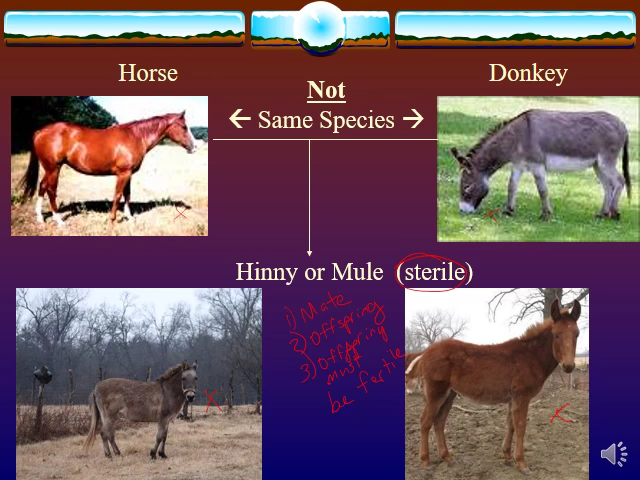 Horse
Donkey
Not
← Same Species →
Hinny or Mule (sterile)
1) Mate
2) Offspring
3) Offspring
must
be fertile